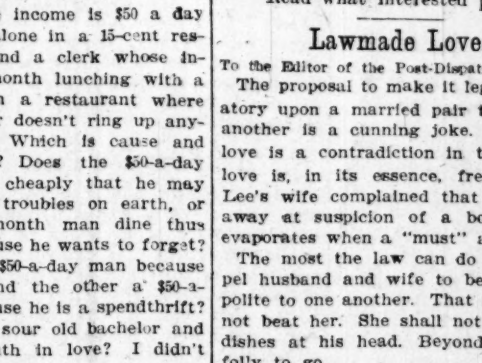 income is $50 a day
alone in a 15-cent res-
nd a clerk whose in-
month lunching with a
a restaurant where
doesn't ring up any-
Which is cause and
? Does the $50-a-day
cheaply that he may
troubles on earth, or
month man dine thus
use he wants to forget?
$50-a-day man because
nd the other a $50-a-
use he is a spendthrift?
sour old bachelor and
th in love? I didn't
Lawmade Love
To the Editor of the Post-Dispat
The proposal to make it leg
atory upon a married pair t
another is a cunning joke.
love is a contradiction in t
love is, in its essence, fre
Lee's wife complained that
away at suspicion of a bo
evaporates when a "must" a
The most the law can do
pel husband and wife to be
polite to one another. That
not beat her. She shall not
dishes at his head. Beyond
folly to go